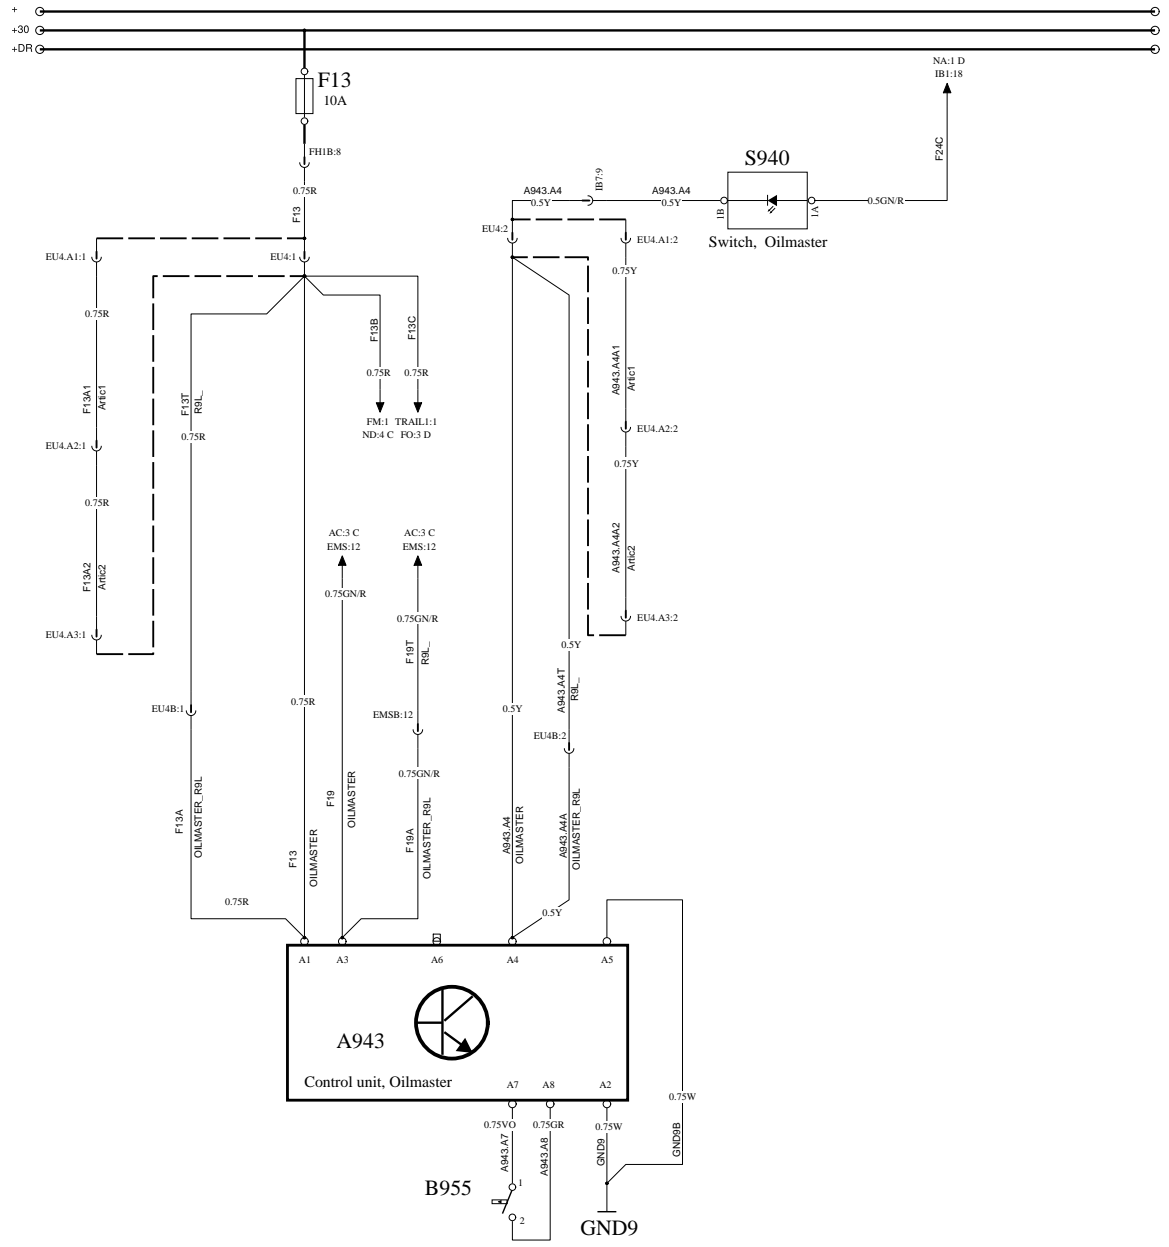 +
+30
+DR
F13
10A
FH1B:8
0.75R
F13
NA:1 D
IB1:18
F24C
S940
A943.A4
0.5Y
IB7:9
A943.A4
0.5Y
1B
1A
0.5GN/R
Switch, Oilmaster
EU4:2
EU4.A1:2
0.75Y
EU4.A1:1
EU4:1
0.75R
F13B
F13C
0.75R
0.75R
FM:1
ND:4 C
TRAIL1:1
FO:3 D
F13A1
Artic1
F13T
R9L_
0.75R
A943.A4A1
Artic1
EU4.A2:1
EU4.A2:2
0.75Y
0.75R
AC:3 C
EMS:12
AC:3 C
EMS:12
A943.A4A2
Artic2
F13A2
Artic2
0.75GN/R
0.75GN/R
EU4.A3:1
EU4.A3:2
F19T
R9L_
0.5Y
A943.A4T
R9L_
0.75R
0.5Y
EU4B:1
EMSB:12
EU4B:2
0.75GN/R
F13A
OILMASTER_R9L
F13
OILMASTER
F19
OILMASTER
F19A
OILMASTER_R9L
A943.A4
OILMASTER
A943.A4A
OILMASTER_R9L
0.75R
0.5Y
A1
A3
A6
A4
A5
A943
Control unit, Oilmaster
A7
A8
A2
0.75VO
0.75GR
0.75W
0.75W
A943.A7
A943.A8
GND9
GND9B
B955
1
2
GND9